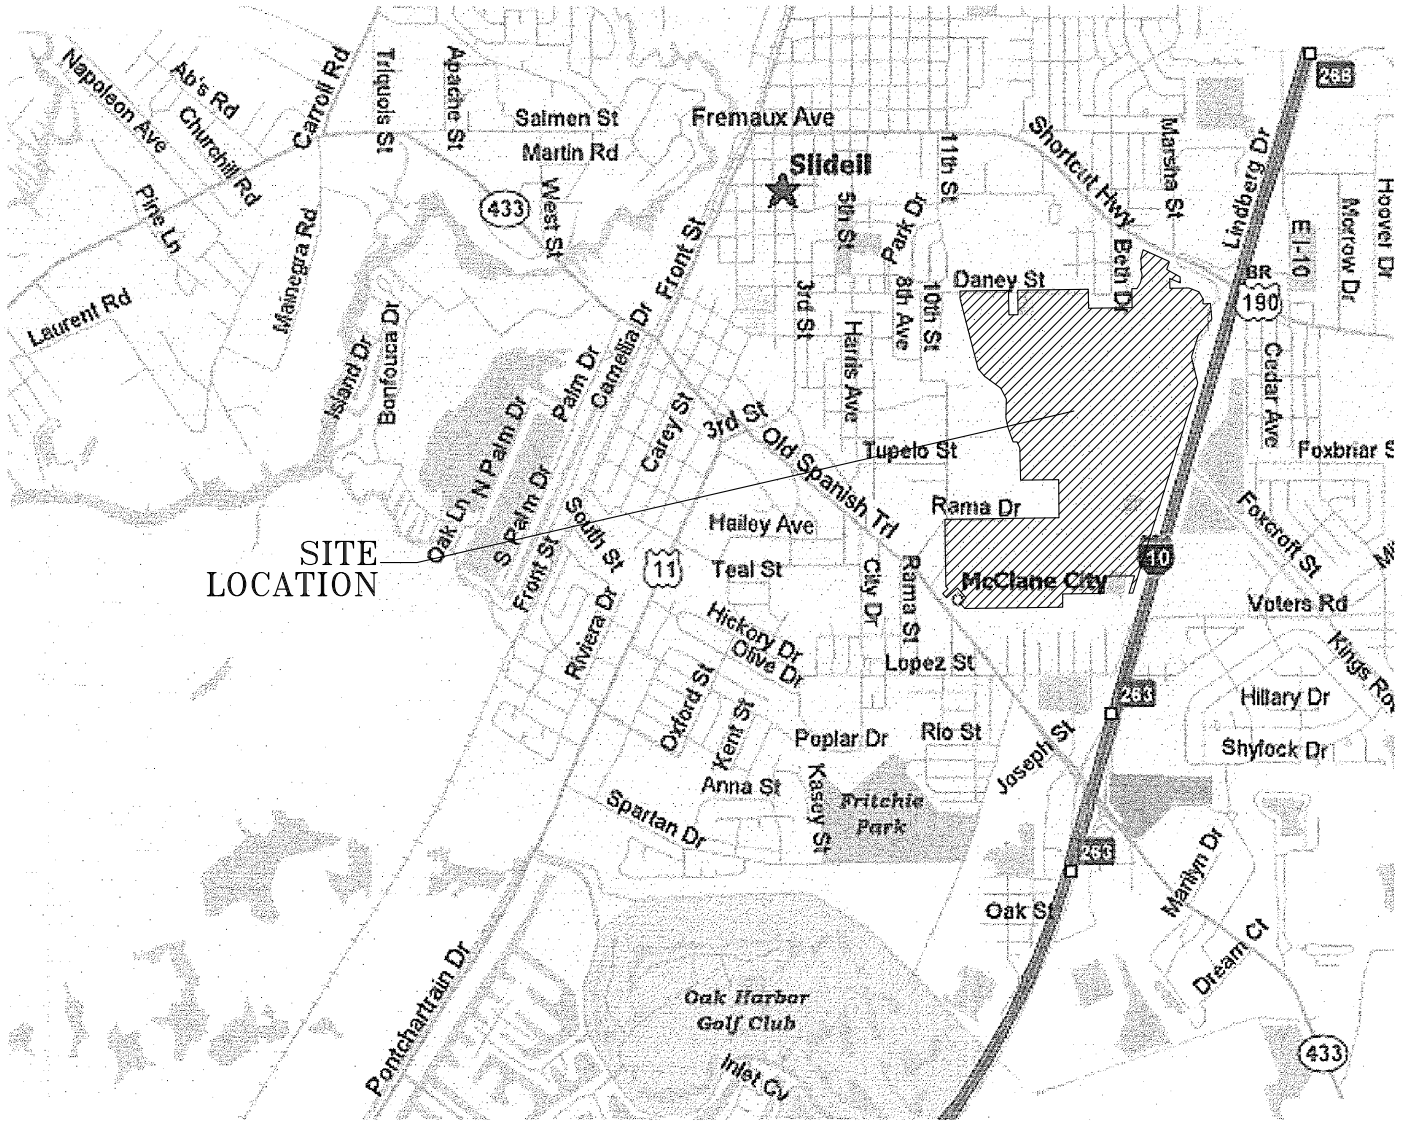 Napoleon Ave
Ab's Rd
Churchill Rd
Carroll Rd
Triquois St
Apache St
Salmen St
Martin Rd
Fremaux Ave
Slidell
11th St
Shortcut Hwy
Marsha St
Lindberg Dr
Hoover Dr
Morrow Dr
E I-10
Pine Ln
Mainegra Rd
433
West St
Front St
5th St
Park Dr
Daney St
Beth Dr
BR
190
Laurent Rd
Island Dr
Bonfouca Dr
Palm Dr
Camellia Dr
3rd St
8th Ave
10th St
Harris Ave
Cedar Ave
N Palm Dr
Carey St
3rd St
Old Spanish Trl
Tupelo St
Foxbriar S
Oak Ln
S Palm Dr
South St
Rama Dr
Hailey Ave
Foxcroft St
SITE
LOCATION
Front St
11
Teal St
City Dr
Rama St
McClane City
10
Voters Rd
Riviera Dr
Hickory Dr
Olive Dr
Lopez St
Kings Ro
Oxford St
Kent St
263
Hillary Dr
Poplar Dr
Rio St
Joseph St
Shylock Dr
Anna St
Kasey St
Spartan Dr
Fritchie
Park
263
Marilyn Dr
Oak St
Dream Ct
Pontchartrain Dr
Oak Harbor
Golf Club
Inlet Cv
433